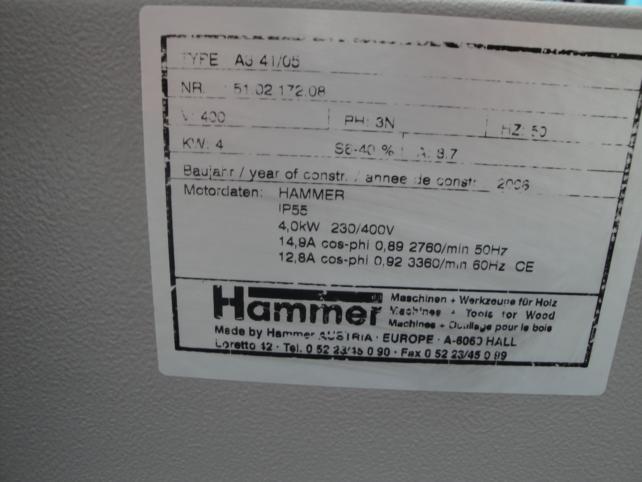 TYPE A3 41/05
NR. 51.02.172.08
V: 400 PH: 3N HZ: 50
KW: 4 S6-40 % A: 8.7
Baujahr / year of constr. / annee de constr. 2006
Motordaten: HAMMER
IP55
4,0kW 230/400V
14,9A cos-phi 0,89 2760/min 50Hz
12,8A cos-phi 0,92 3360/min 60Hz CE
Hammer
Maschinen + Werkzeuge für Holz
Machines + Tools for Wood
Machines + Outillage pour le bois
Made by Hammer AUSTRIA · EUROPE · A-6060 HALL
Loretto 42 · Tel. 0 52 23/45 0 90 · Fax 0 52 23/45 0 99